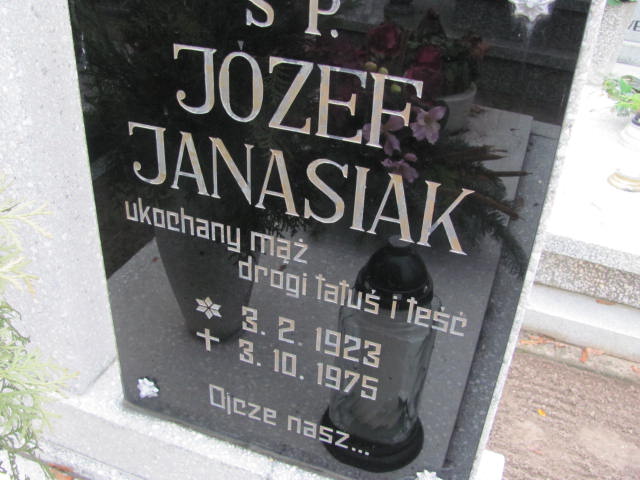 Ś P.
JÓZEF
JANASIAK
ukochany mąż
drogi tatuś i teść
3. 2. 1923
3. 10. 1975
Ojcze nasz...